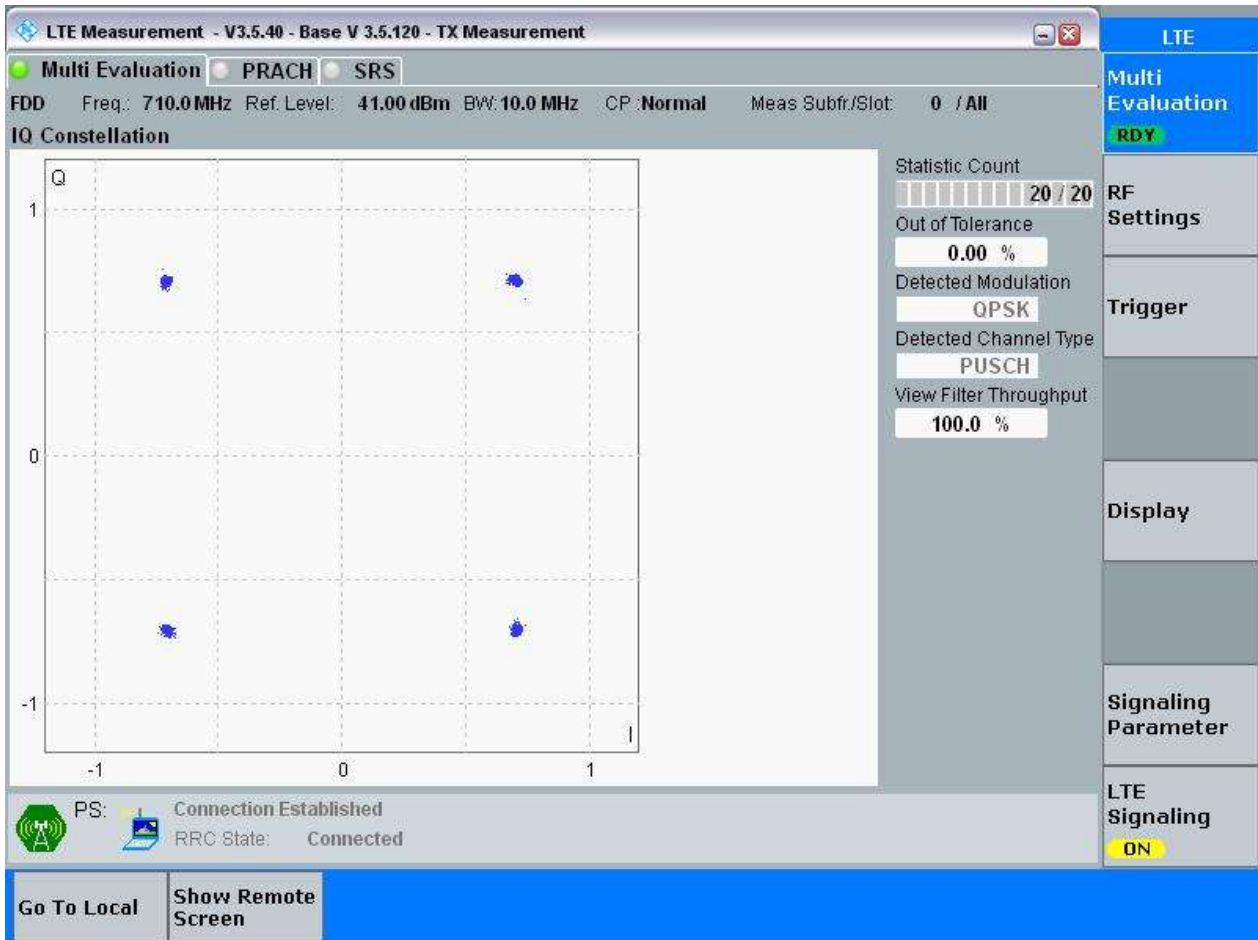 LTE Measurement - V3.5.40 - Base V 3.5.120 - TX Measurement
LTE
Multi Evaluation PRACH SRS
Multi
Evaluation
RDY
FDD Freq.: 710.0 MHz Ref. Level: 41.00 dBm BW: 10.0 MHz CP : Normal Meas Subfr./Slot: 0 / All
IQ Constellation
Q
1
0
-1
I
-1 0 1
Statistic Count
20 / 20
Out of Tolerance
0.00 %
Detected Modulation
QPSK
Detected Channel Type
PUSCH
View Filter Throughput
100.0 %
RF
Settings
Trigger
Display
Signaling
Parameter
LTE
Signaling
ON
PS: Connection Established
RRC State: Connected
Go To Local
Show Remote
Screen